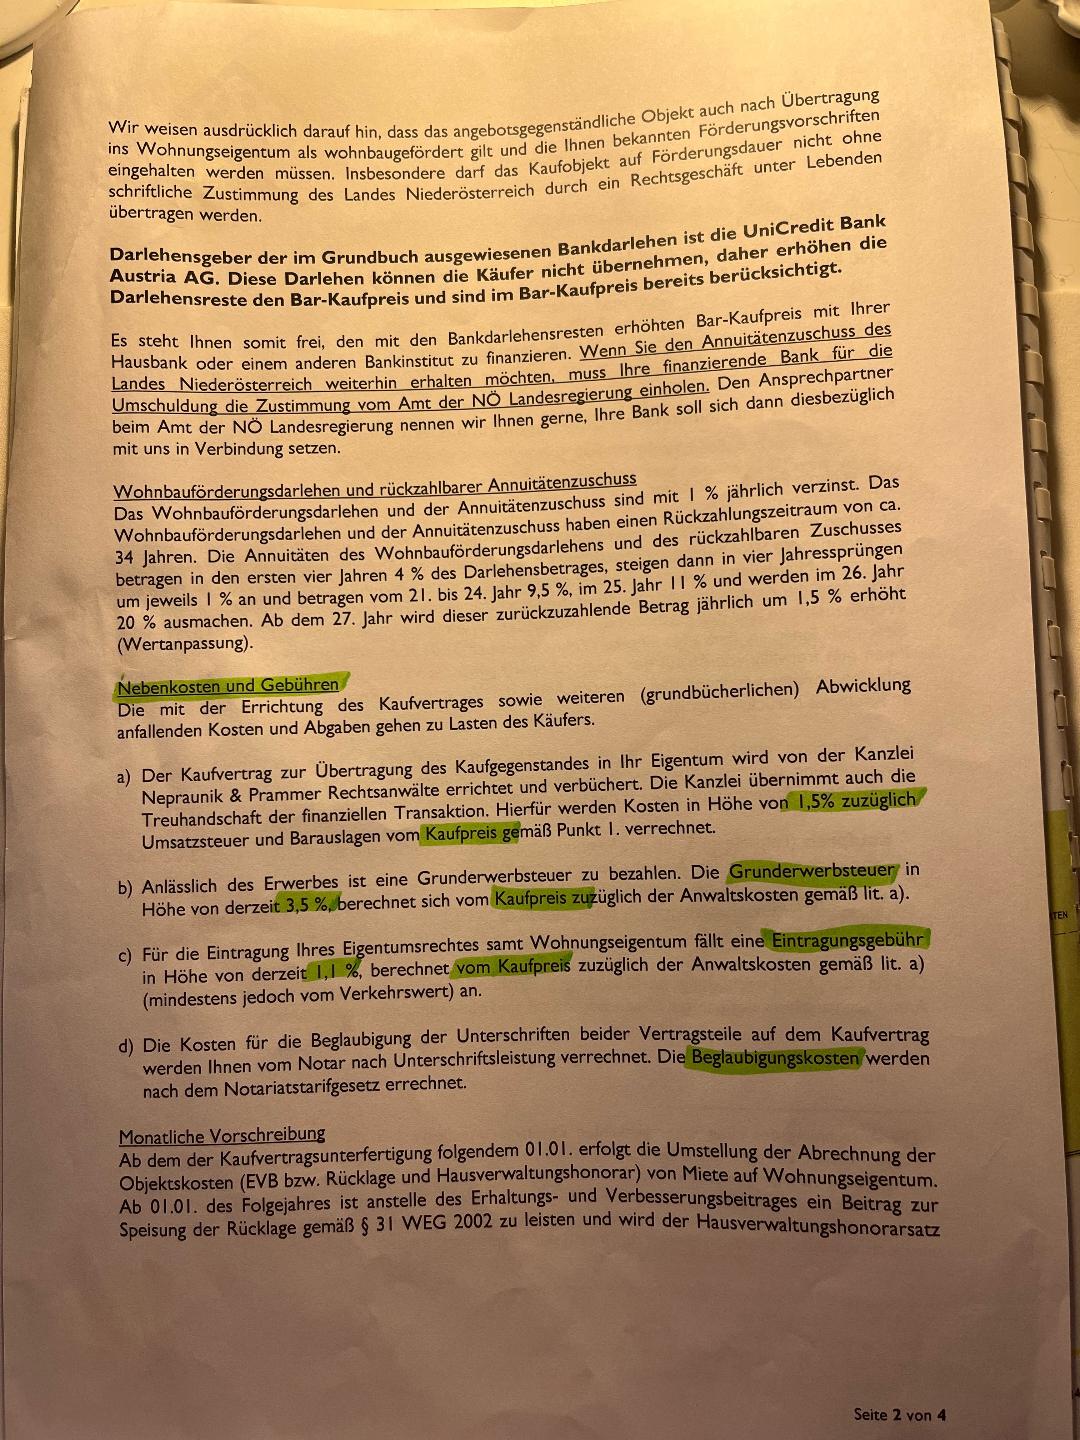 Wir weisen ausdrücklich darauf hin, dass das angebotsgegenständliche Objekt auch nach Übertragung
ins Wohnungseigentum als wohnbaugefördert gilt und die Ihnen bekannten Förderungsvorschriften
eingehalten werden müssen. Insbesondere darf das Kaufobjekt auf Förderungsdauer nicht ohne
schriftliche Zustimmung des Landes Niederösterreich durch ein Rechtsgeschäft unter Lebenden
übertragen werden.
Darlehensgeber der im Grundbuch ausgewiesenen Bankdarlehen ist die UniCredit Bank
Austria AG. Diese Darlehen können die Käufer nicht übernehmen, daher erhöhen die
Darlehensreste den Bar-Kaufpreis und sind im Bar-Kaufpreis bereits berücksichtigt.
Es steht Ihnen somit frei, den mit den Bankdarlehensresten erhöhten Bar-Kaufpreis mit Ihrer
Hausbank oder einem anderen Bankinstitut zu finanzieren. Wenn Sie den Annuitätenzuschuss des
Landes Niederösterreich weiterhin erhalten möchten, muss Ihre finanzierende Bank für die
Umschuldung die Zustimmung vom Amt der NÖ Landesregierung einholen. Den Ansprechpartner
beim Amt der NÖ Landesregierung nennen wir Ihnen gerne, Ihre Bank soll sich dann diesbezüglich
mit uns in Verbindung setzen.
Wohnbauförderungsdarlehen und rückzahlbarer Annuitätenzuschuss
Das Wohnbauförderungsdarlehen und der Annuitätenzuschuss sind mit 1 % jährlich verzinst. Das
Wohnbauförderungsdarlehen und der Annuitätenzuschuss haben einen Rückzahlungszeitraum von ca.
34 Jahren. Die Annuitäten des Wohnbauförderungsdarlehens und des rückzahlbaren Zuschusses
betragen in den ersten vier Jahren 4 % des Darlehensbetrages, steigen dann in vier Jahressprüngen
um jeweils 1 % an und betragen vom 21. bis 24. Jahr 9,5 %, im 25. Jahr 11 % und werden im 26. Jahr
20 % ausmachen. Ab dem 27. Jahr wird dieser zurückzuzahlende Betrag jährlich um 1,5 % erhöht
(Wertanpassung).
Nebenkosten und Gebühren
Die mit der Errichtung des Kaufvertrages sowie weiteren (grundbücherlichen) Abwicklung
anfallenden Kosten und Abgaben gehen zu Lasten des Käufers.
a) Der Kaufvertrag zur Übertragung des Kaufgegenstandes in Ihr Eigentum wird von der Kanzlei
Nepraunik & Prammer Rechtsanwälte errichtet und verbüchert. Die Kanzlei übernimmt auch die
Treuhandschaft der finanziellen Transaktion. Hierfür werden Kosten in Höhe von 1,5% zuzüglich
Umsatzsteuer und Barauslagen vom Kaufpreis gemäß Punkt 1. verrechnet.
b) Anlässlich des Erwerbes ist eine Grunderwerbsteuer zu bezahlen. Die Grunderwerbsteuer in
Höhe von derzeit 3,5 %, berechnet sich vom Kaufpreis zuzüglich der Anwaltskosten gemäß lit. a).
c) Für die Eintragung Ihres Eigentumsrechtes samt Wohnungseigentum fällt eine Eintragungsgebühr
in Höhe von derzeit 1,1 %, berechnet vom Kaufpreis zuzüglich der Anwaltskosten gemäß lit. a)
(mindestens jedoch vom Verkehrswert) an.
d) Die Kosten für die Beglaubigung der Unterschriften beider Vertragsteile auf dem Kaufvertrag
werden Ihnen vom Notar nach Unterschriftsleistung verrechnet. Die Beglaubigungskosten werden
nach dem Notariatstarifgesetz errechnet.
Monatliche Vorschreibung
Ab dem der Kaufvertragsunterfertigung folgendem 01.01. erfolgt die Umstellung der Abrechnung der
Objektskosten (EVB bzw. Rücklage und Hausverwaltungshonorar) von Miete auf Wohnungseigentum.
Ab 01.01. des Folgejahres ist anstelle des Erhaltungs- und Verbesserungsbeitrages ein Beitrag zur
Speisung der Rücklage gemäß § 31 WEG 2002 zu leisten und wird der Hausverwaltungshonorarsatz
Seite 2 von 4